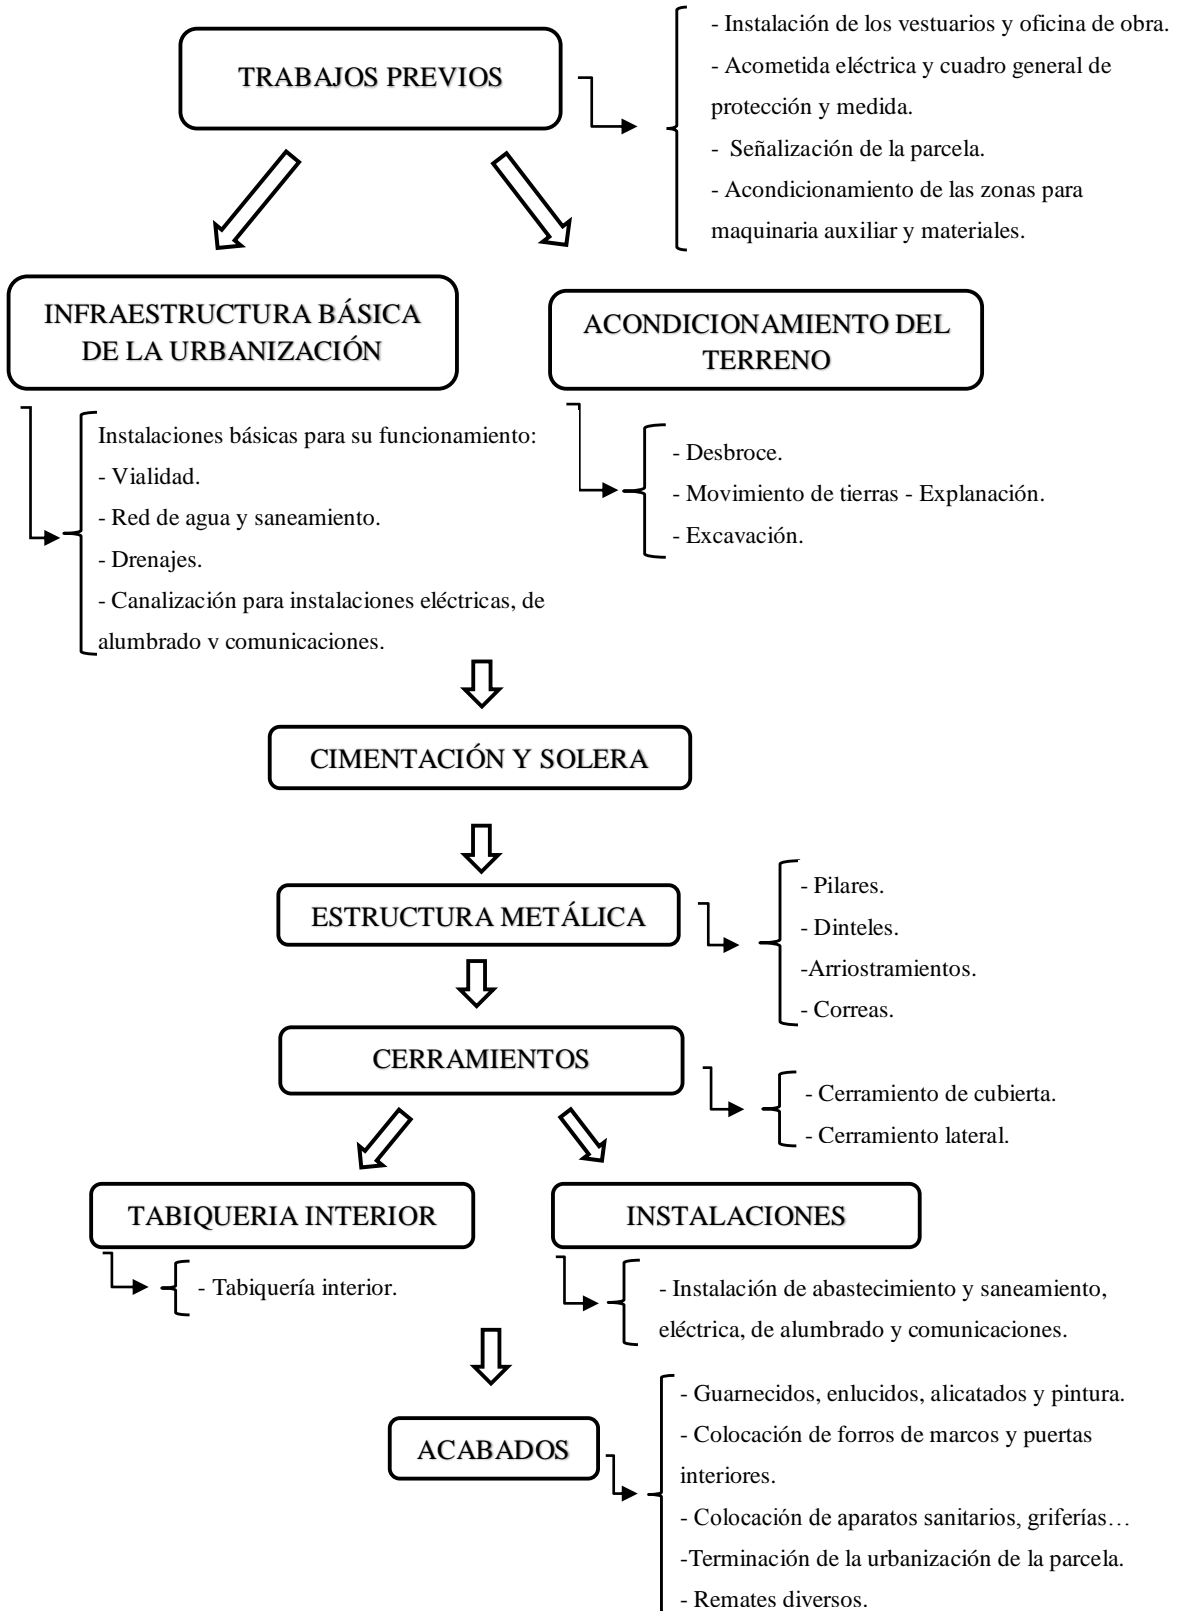 TRABAJOS PREVIOS
- Instalación de los vestuarios y oficina de obra.
- Acometida eléctrica y cuadro general de
protección y medida.
- Señalización de la parcela.
- Acondicionamiento de las zonas para
maquinaria auxiliar y materiales.
INFRAESTRUCTURA BÁSICA
DE LA URBANIZACIÓN
ACONDICIONAMIENTO DEL
TERRENO
Instalaciones básicas para su funcionamiento:
- Vialidad.
- Red de agua y saneamiento.
- Drenajes.
- Canalización para instalaciones eléctricas, de
alumbrado y comunicaciones.
- Desbroce.
- Movimiento de tierras - Explanación.
- Excavación.
CIMENTACIÓN Y SOLERA
ESTRUCTURA METÁLICA
- Pilares.
- Dinteles.
-Arriostramientos.
- Correas.
CERRAMIENTOS
- Cerramiento de cubierta.
- Cerramiento lateral.
TABIQUERIA INTERIOR
- Tabiquería interior.
INSTALACIONES
- Instalación de abastecimiento y saneamiento,
eléctrica, de alumbrado y comunicaciones.
ACABADOS
- Guarnecidos, enlucidos, alicatados y pintura.
- Colocación de forros de marcos y puertas
interiores.
- Colocación de aparatos sanitarios, griferías…
-Terminación de la urbanización de la parcela.
- Remates diversos.